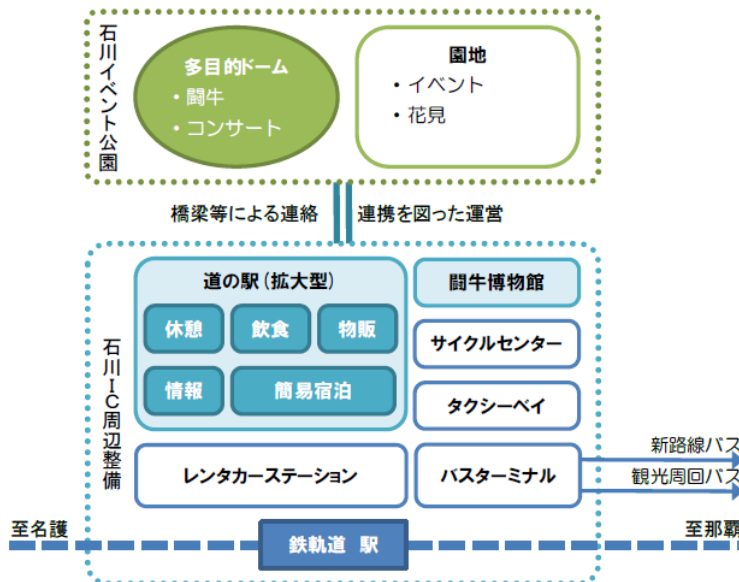 石川イベント公園
多目的ドーム
・闘牛
・コンサート
園地
・イベント
・花見
橋梁等による連絡
連携を図った運営
石川IC周辺整備
道の駅(拡大型)
休憩
飲食
物販
情報
簡易宿泊
闘牛博物館
サイクルセンター
タクシーベイ
レンタカーステーション
バスターミナル
新路線バス
観光周回バス
至名護
鉄軌道 駅
至那覇